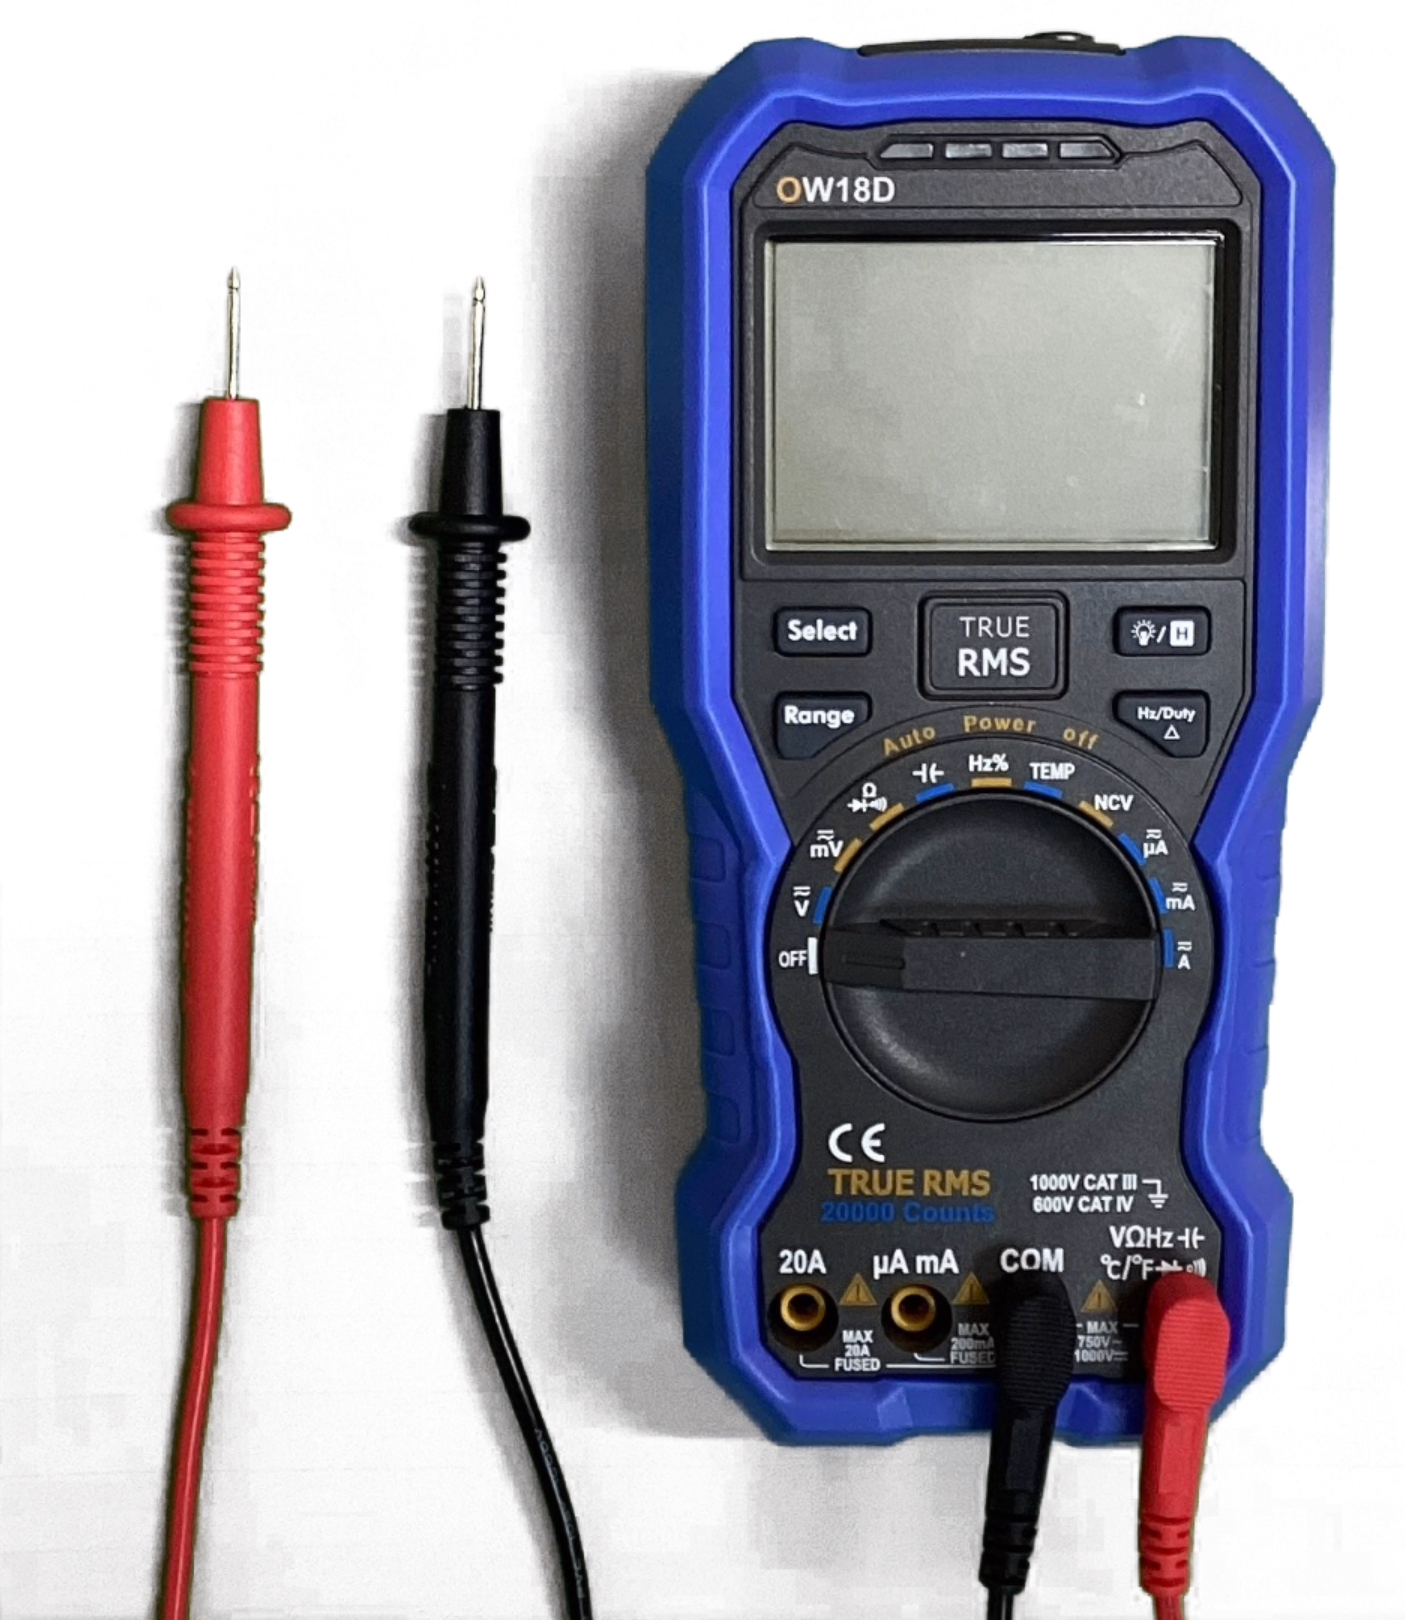 OW18D
Select
TRUE
RMS
/H
Range
Hz/Duty
Δ
Auto Power off
Hz%
TEMP
NCV
Ω
mV
µA
V
mA
OFF
A
CE
TRUE RMS
20000 Counts
1000V CAT III
600V CAT IV
VΩHz
°C/°F
20A
µA mA
COM
MAX
20A
FUSED
MAX
200mA
FUSED
MAX
750V~
1000V